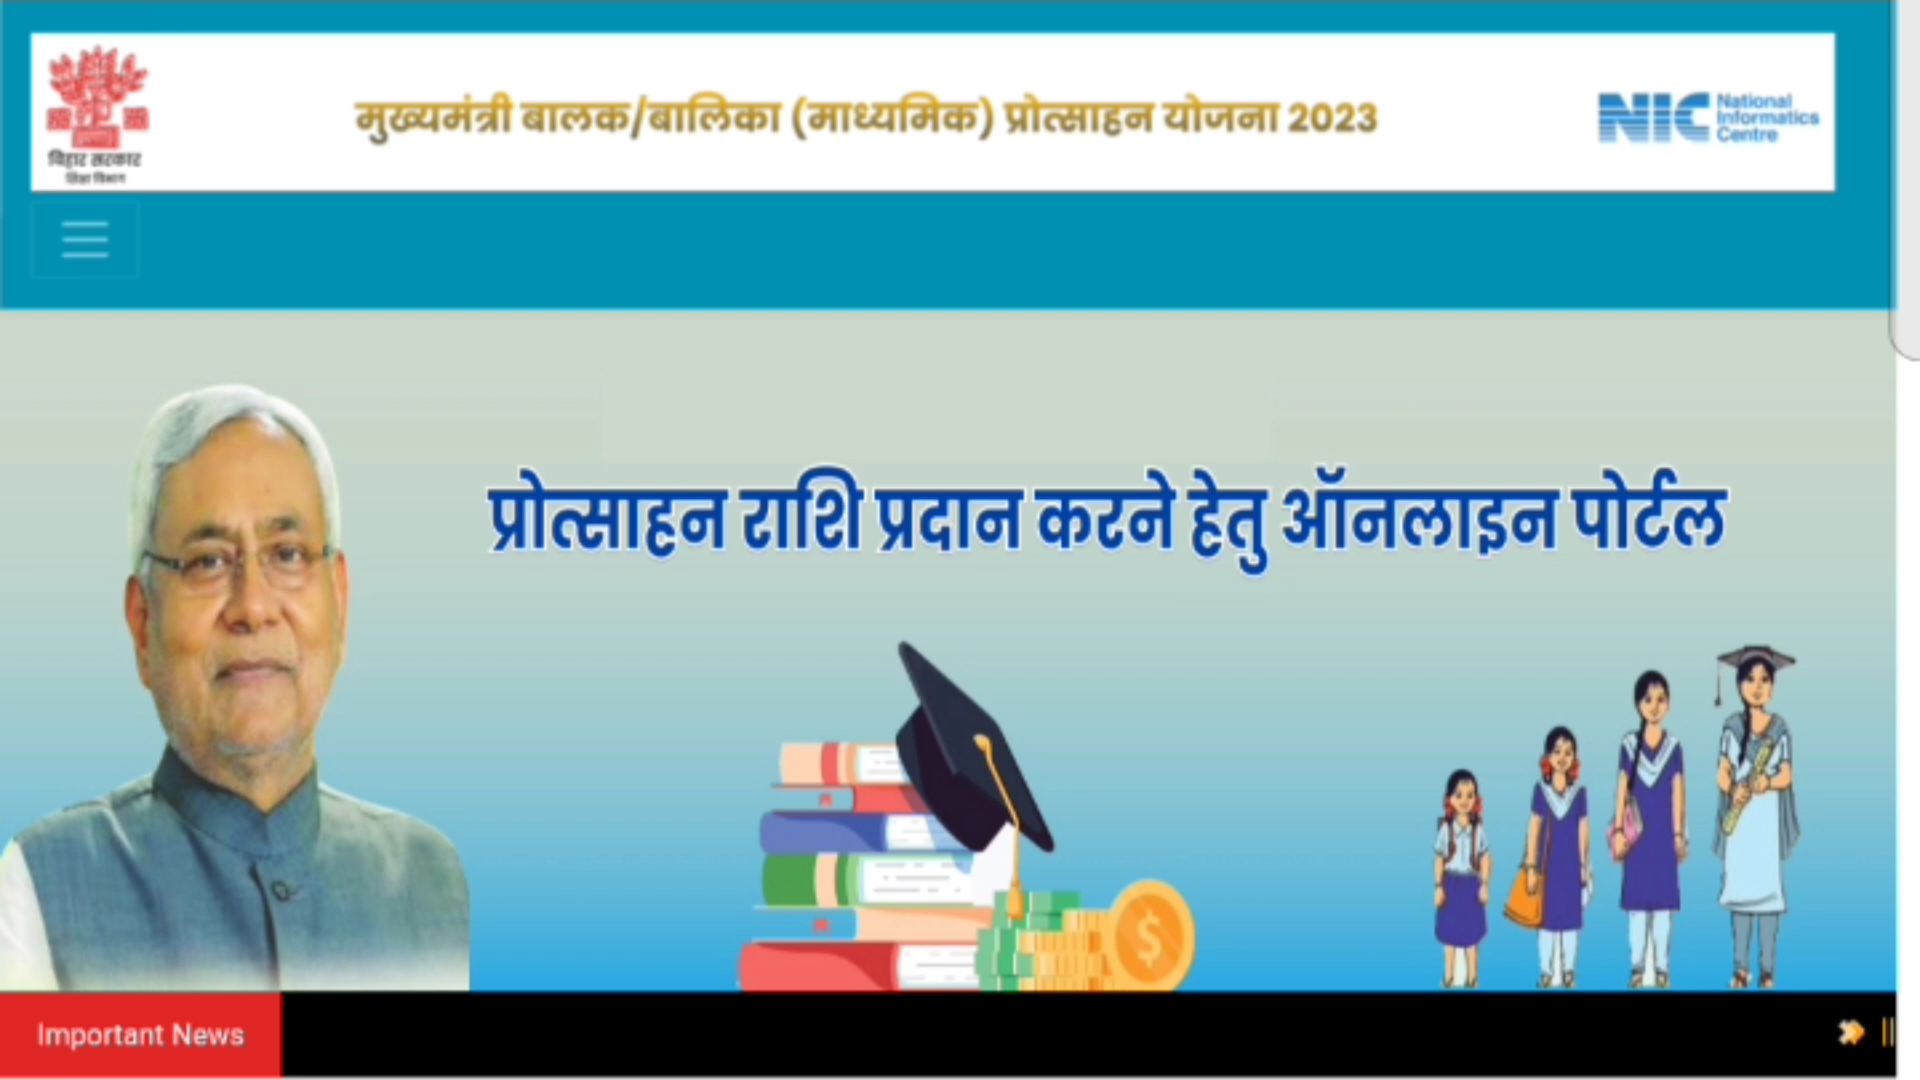 मुख्यमंत्री बालक/बालिका (माध्यमिक) प्रोत्साहन योजना 2023
बिहार सरकार
शिक्षा विभाग
NIC National
Informatics
Centre
प्रोत्साहन राशि प्रदान करने हेतु ऑनलाइन पोर्टल
$
Important News